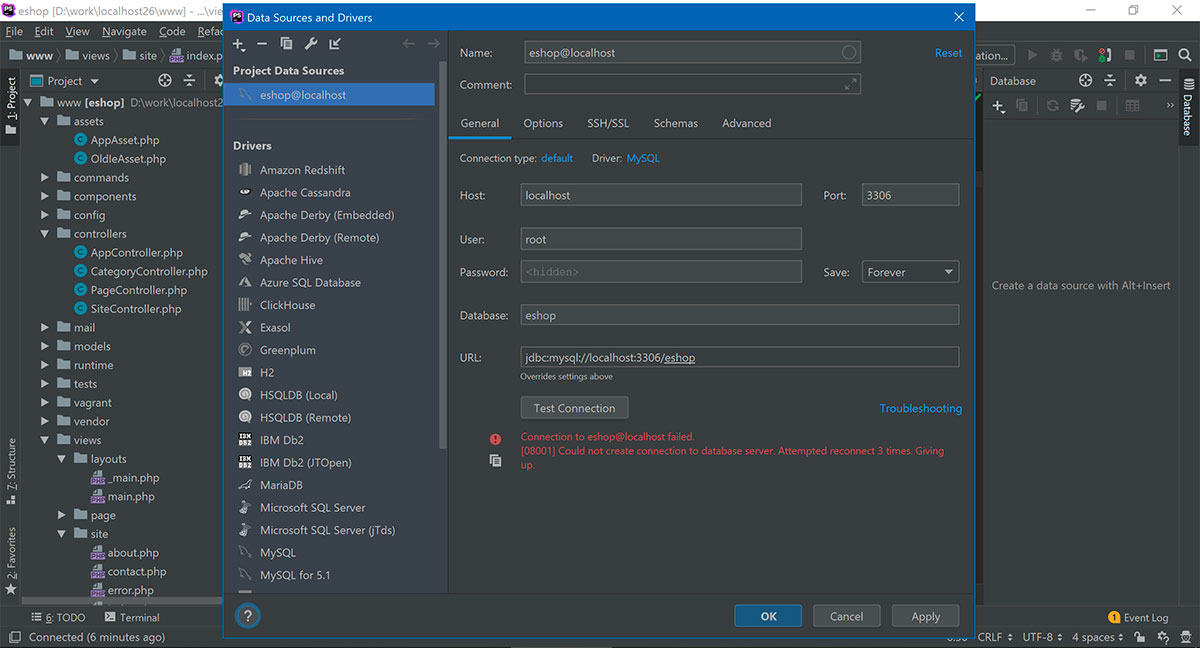 eshop [D:\work\localhost26\www] - ...\vie
File Edit View Navigate Code Refa
www views site index.p
ation...
1: Project
Project
www [eshop] D:\work\localhost2
assets
AppAsset.php
OldIeAsset.php
commands
components
config
controllers
AppController.php
CategoryController.php
PageController.php
SiteController.php
mail
models
runtime
tests
vagrant
vendor
views
layouts
_main.php
main.php
page
site
about.php
contact.php
error.php
7: Structure
2: Favorites
Data Sources and Drivers
Project Data Sources
eshop@localhost
Drivers
Amazon Redshift
Apache Cassandra
Apache Derby (Embedded)
Apache Derby (Remote)
Apache Hive
Azure SQL Database
ClickHouse
Exasol
Greenplum
H2
HSQLDB (Local)
HSQLDB (Remote)
IBM Db2
IBM Db2 (JTOpen)
MariaDB
Microsoft SQL Server
Microsoft SQL Server (jTds)
MySQL
MySQL for 5.1
Name: eshop@localhost Reset
Comment:
General Options SSH/SSL Schemas Advanced
Connection type: default Driver: MySQL
Host: localhost Port: 3306
User: root
Password: <hidden> Save: Forever
Database: eshop
URL: jdbc:mysql://localhost:3306/eshop
Overrides settings above
Test Connection Troubleshooting
Connection to eshop@localhost failed.
[08001] Could not create connection to database server. Attempted reconnect 3 times. Giving
up.
? OK Cancel Apply
Database
Database
Create a data source with Alt+Insert
6: TODO Terminal 1 Event Log
Connected (6 minutes ago) CRLF UTF-8 4 spaces